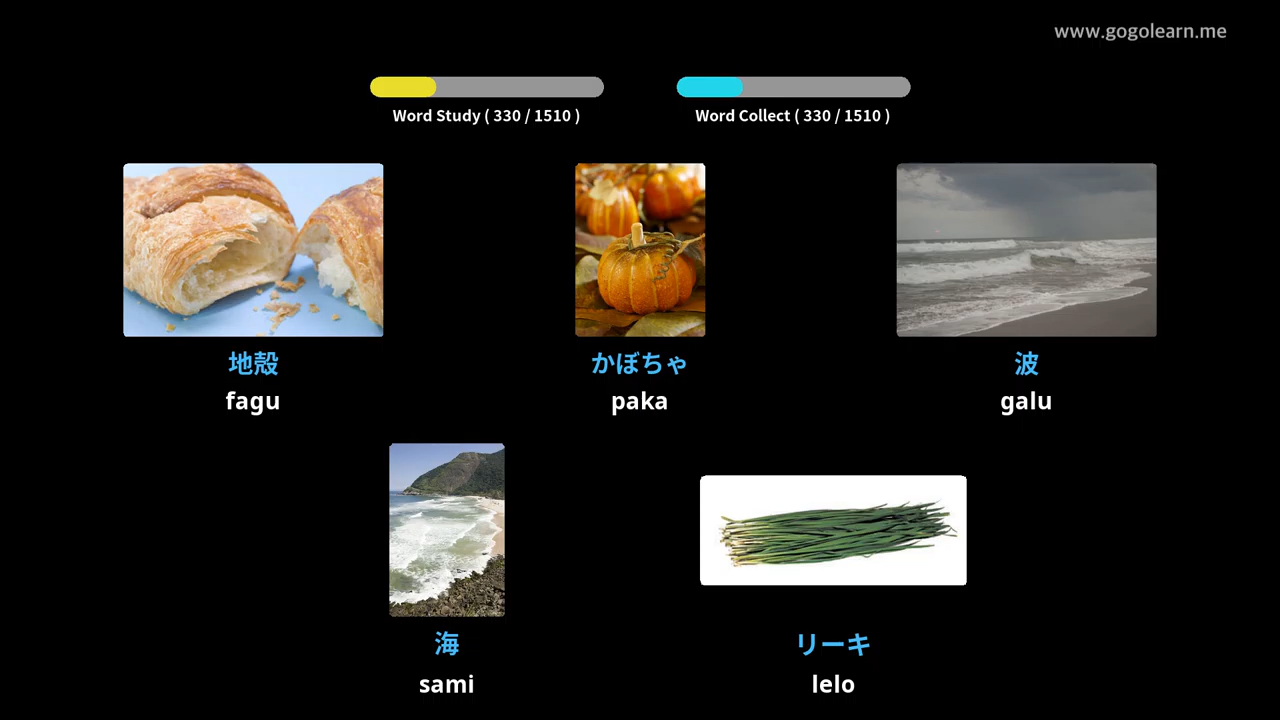 www.gogolearn.me
Word Study ( 330 / 1510 )
Word Collect ( 330 / 1510 )
地殻
fagu
かぼちゃ
paka
波
galu
海
sami
リーキ
lelo